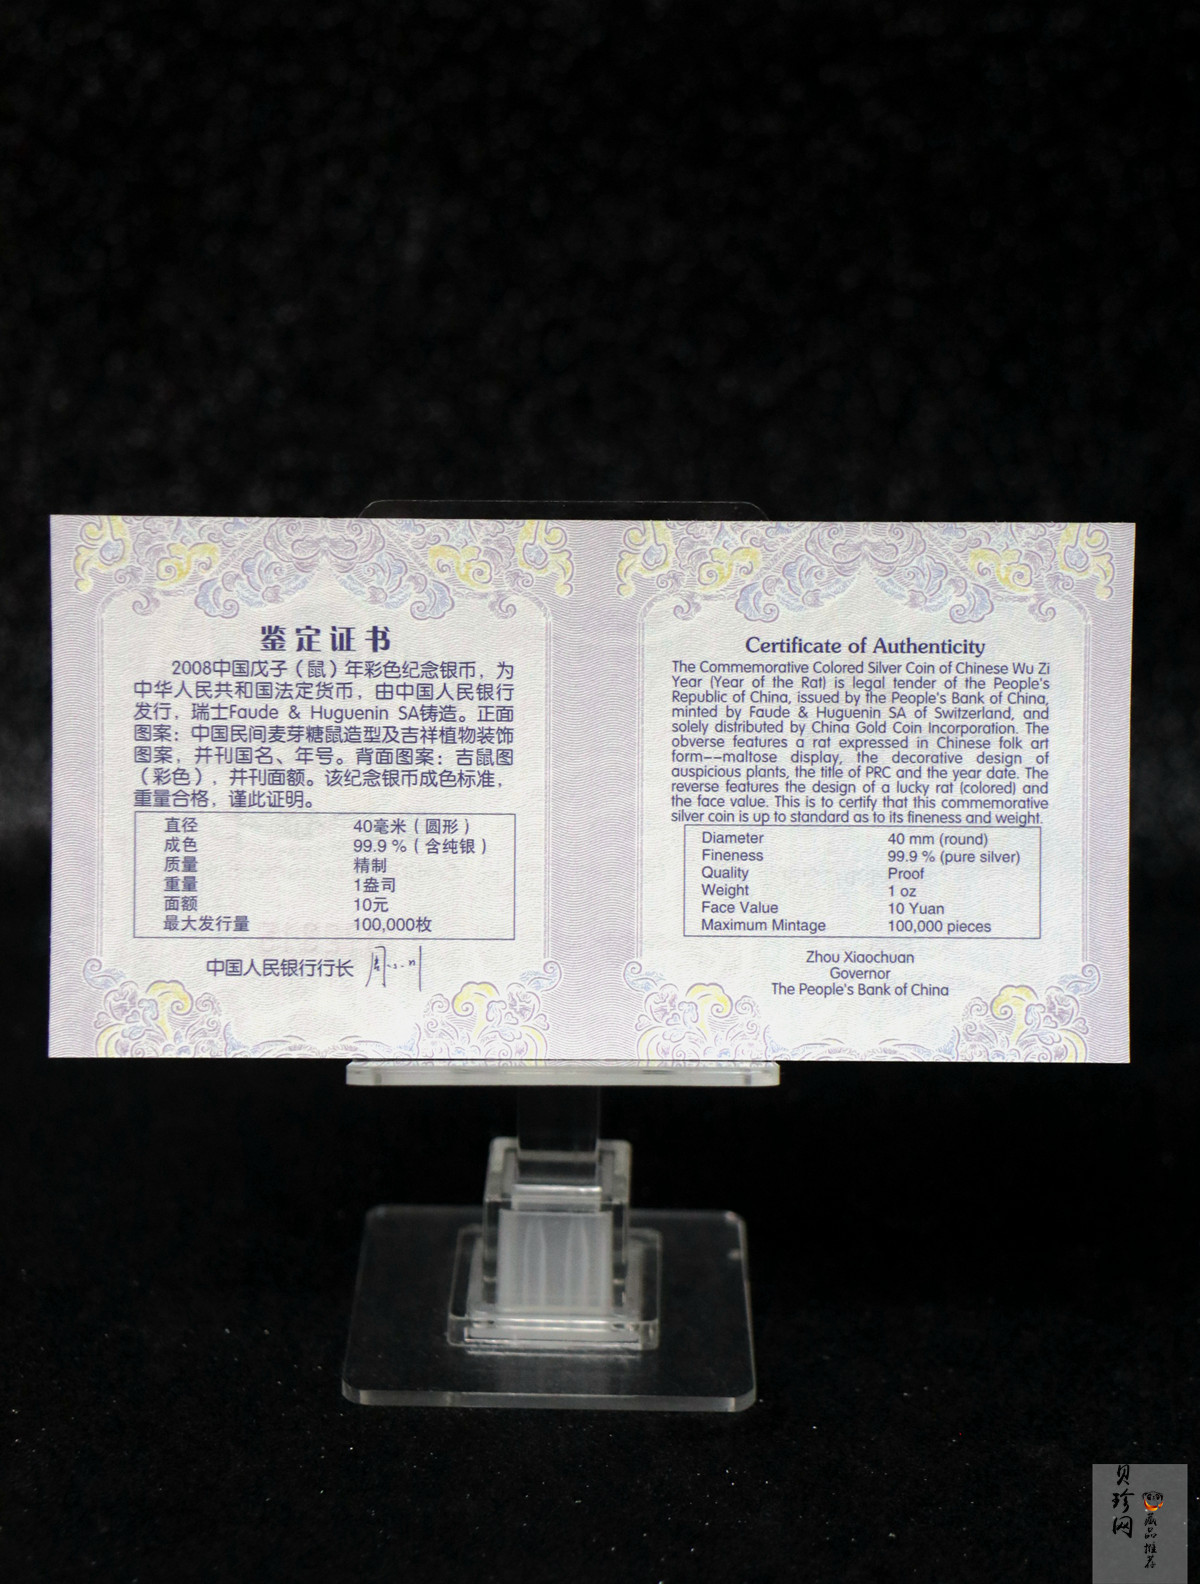 鉴定证书
2008中国戊子（鼠）年彩色纪念银币，为
中华人民共和国法定货币，由中国人民银行
发行，瑞士Faude & Huguenin SA铸造。正面
图案：中国民间麦芽糖鼠造型及吉祥植物装饰
图案，并刊国名、年号。背面图案：吉鼠图
（彩色），并刊面额。该纪念银币成色标准，
重量合格，谨此证明。
直径 40毫米（圆形）
成色 99.9 %（含纯银）
质量 精制
重量 1盎司
面额 10元
最大发行量 100,000枚
中国人民银行行长
Certificate of Authenticity
The Commemorative Colored Silver Coin of Chinese Wu Zi
Year (Year of the Rat) is legal tender of the People's
Republic of China, issued by the People's Bank of China,
minted by Faude & Huguenin SA of Switzerland, and
solely distributed by China Gold Coin Incorporation. The
obverse features a rat expressed in Chinese folk art
form--maltose display, the decorative design of
auspicious plants, the title of PRC and the year date. The
reverse features the design of a lucky rat (colored) and
the face value. This is to certify that this commemorative
silver coin is up to standard as to its fineness and weight.
Diameter 40 mm (round)
Fineness 99.9 % (pure silver)
Quality Proof
Weight 1 oz
Face Value 10 Yuan
Maximum Mintage 100,000 pieces
Zhou Xiaochuan
Governor
The People's Bank of China
贝珍网
藏品推荐